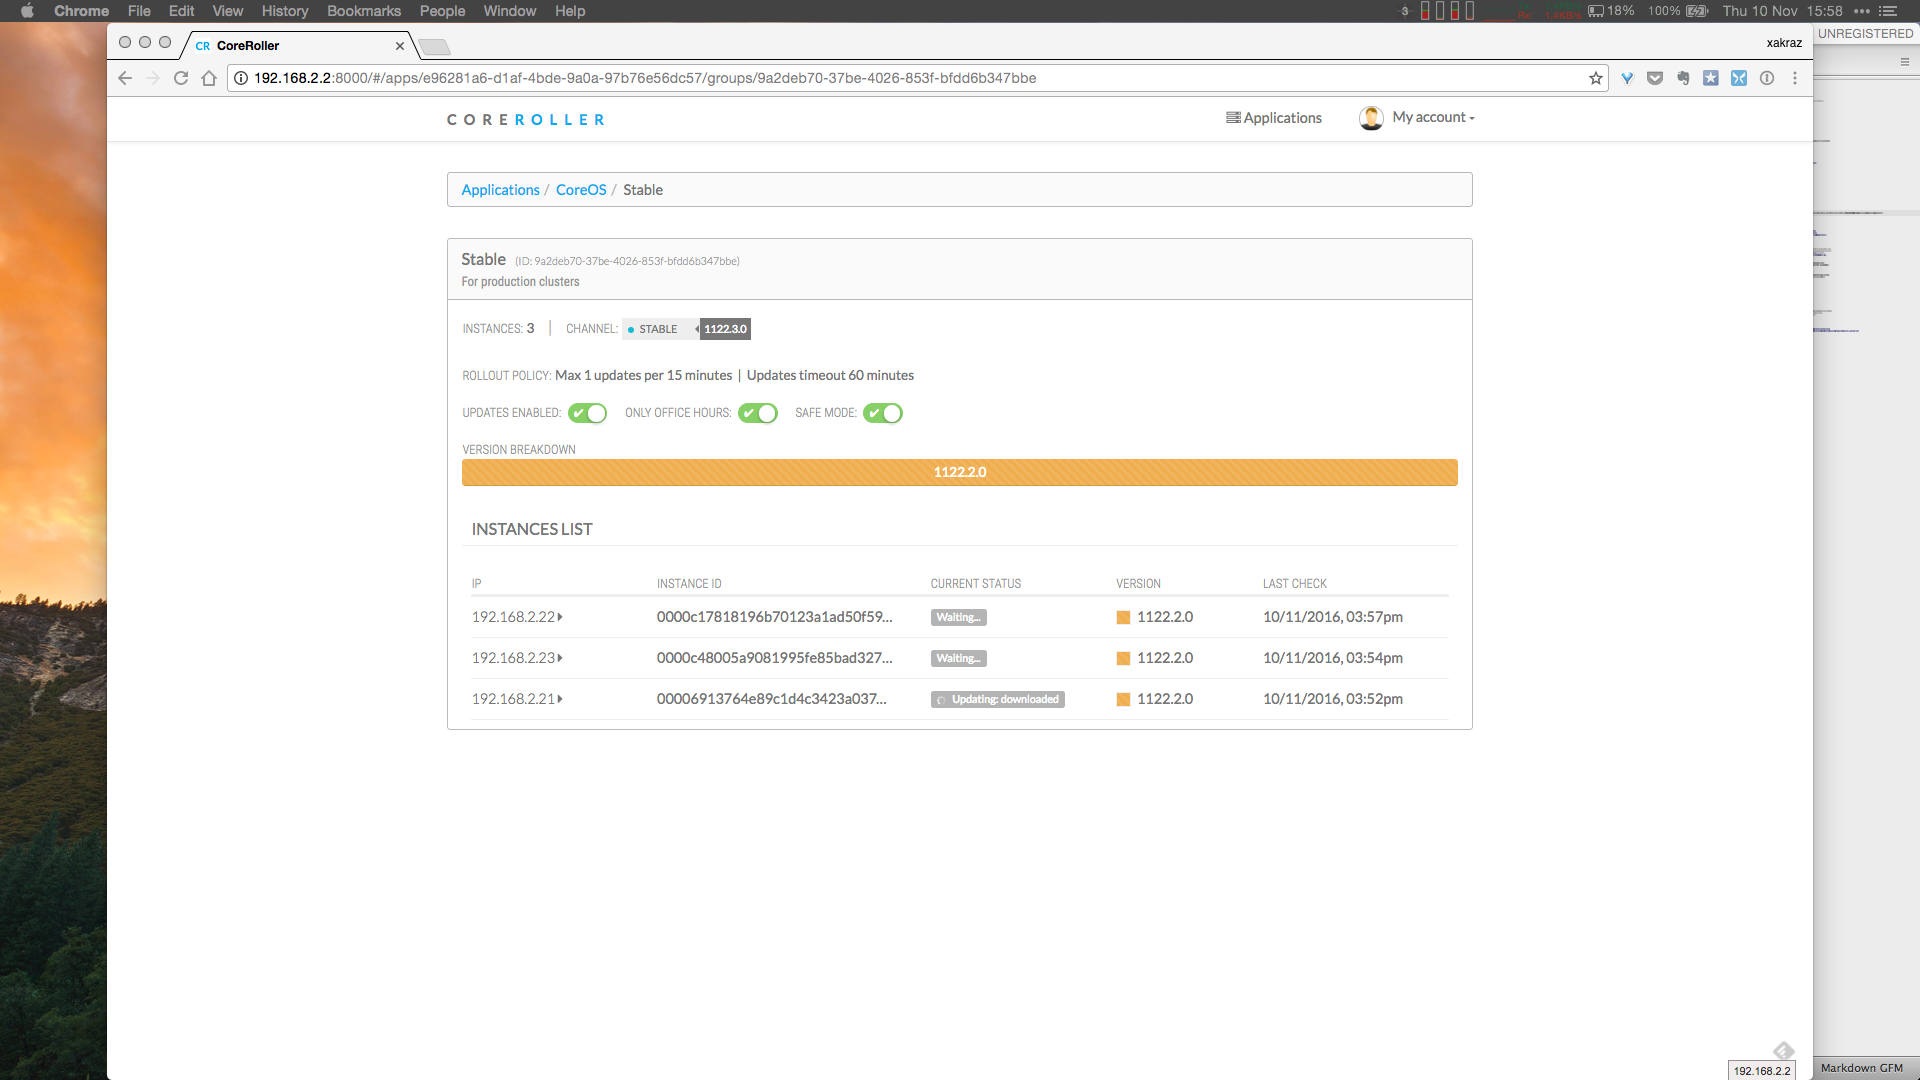 Chrome File Edit View History Bookmarks People Window Help 3 18% 100% Thu 10 Nov 15:58
UNREGISTERED
CR CoreRoller
xakraz
192.168.2.2:8000/#/apps/e96281a6-d1af-4bde-9a0a-97b76e56dc57/groups/9a2deb70-37be-4026-853f-bfdd6b347bbe
COREROLLER Applications My account
Applications / CoreOS / Stable
Stable (ID: 9a2deb70-37be-4026-853f-bfdd6b347bbe)
For production clusters
INSTANCES: 3 | CHANNEL: STABLE 1122.3.0
ROLLOUT POLICY: Max 1 updates per 15 minutes | Updates timeout 60 minutes
UPDATES ENABLED: ONLY OFFICE HOURS: SAFE MODE:
VERSION BREAKDOWN
1122.2.0
INSTANCES LIST
IP INSTANCE ID CURRENT STATUS VERSION LAST CHECK
192.168.2.22 0000c17818196b70123a1ad50f59... Waiting... 1122.2.0 10/11/2016, 03:57pm
192.168.2.23 0000c48005a9081995fe85bad327... Waiting... 1122.2.0 10/11/2016, 03:54pm
192.168.2.21 00006913764e89c1d4c3423a037... Updating: downloaded 1122.2.0 10/11/2016, 03:52pm
192.168.2.2
Markdown GFM